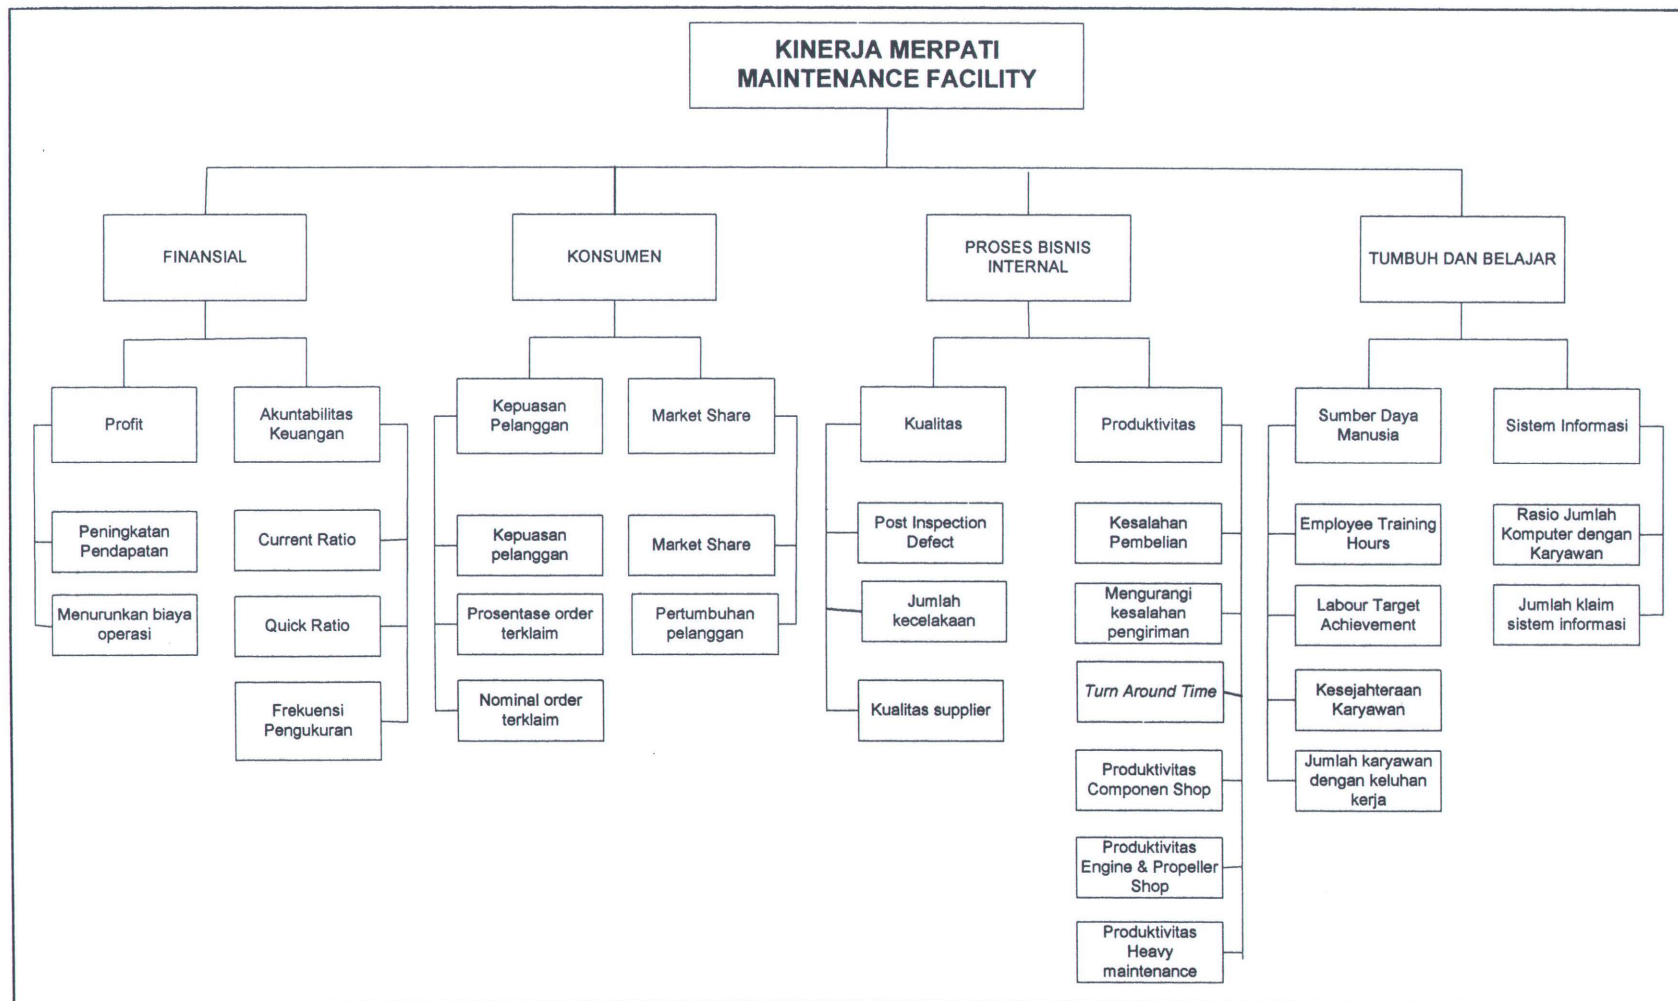 KINERJA MERPATI
MAINTENANCE FACILITY
FINANSIAL
KONSUMEN
PROSES BISNIS
INTERNAL
TUMBUH DAN BELAJAR
Profit
Akuntabilitas
Keuangan
Kepuasan
Pelanggan
Market Share
Kualitas
Produktivitas
Sumber Daya
Manusia
Sistem Informasi
Peningkatan
Pendapatan
Menurunkan biaya
operasi
Current Ratio
Quick Ratio
Frekuensi
Pengukuran
Kepuasan
pelanggan
Prosentase order
terklaim
Nominal order
terklaim
Market Share
Pertumbuhan
pelanggan
Post Inspection
Defect
Jumlah
kecelakaan
Kualitas supplier
Kesalahan
Pembelian
Mengurangi
kesalahan
pengiriman
Turn Around Time
Produktivitas
Componen Shop
Produktivitas
Engine & Propeller
Shop
Produktivitas
Heavy
maintenance
Employee Training
Hours
Labour Target
Achievement
Kesejahteraan
Karyawan
Jumlah karyawan
dengan keluhan
kerja
Rasio Jumlah
Komputer dengan
Karyawan
Jumlah klaim
sistem informasi